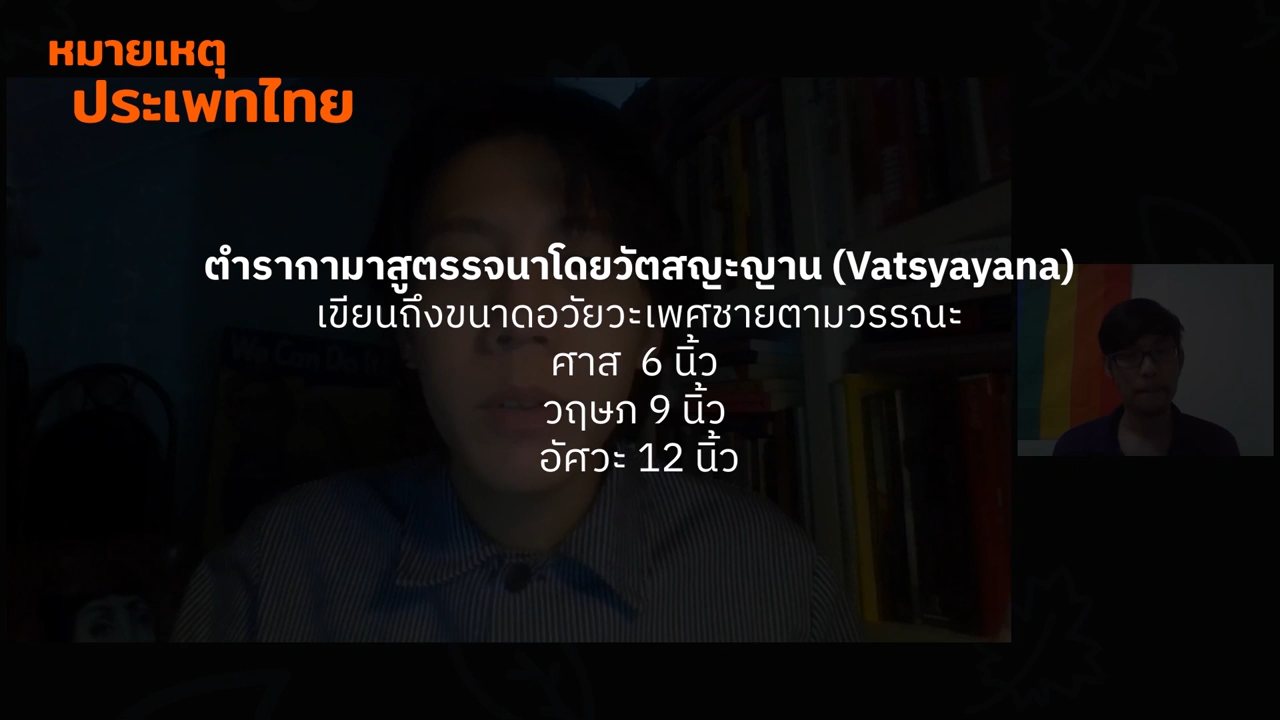 หมายเหตุ
ประเพทไทย
ตำรากามาสูตรรจนาโดยวัตสญะญาน (Vatsyayana)
เขียนถึงขนาดอวัยวะเพศชายตามวรรณะ
ศาส 6 นิ้ว
วฤษภ 9 นิ้ว
อัศวะ 12 นิ้ว
We Can Do It!